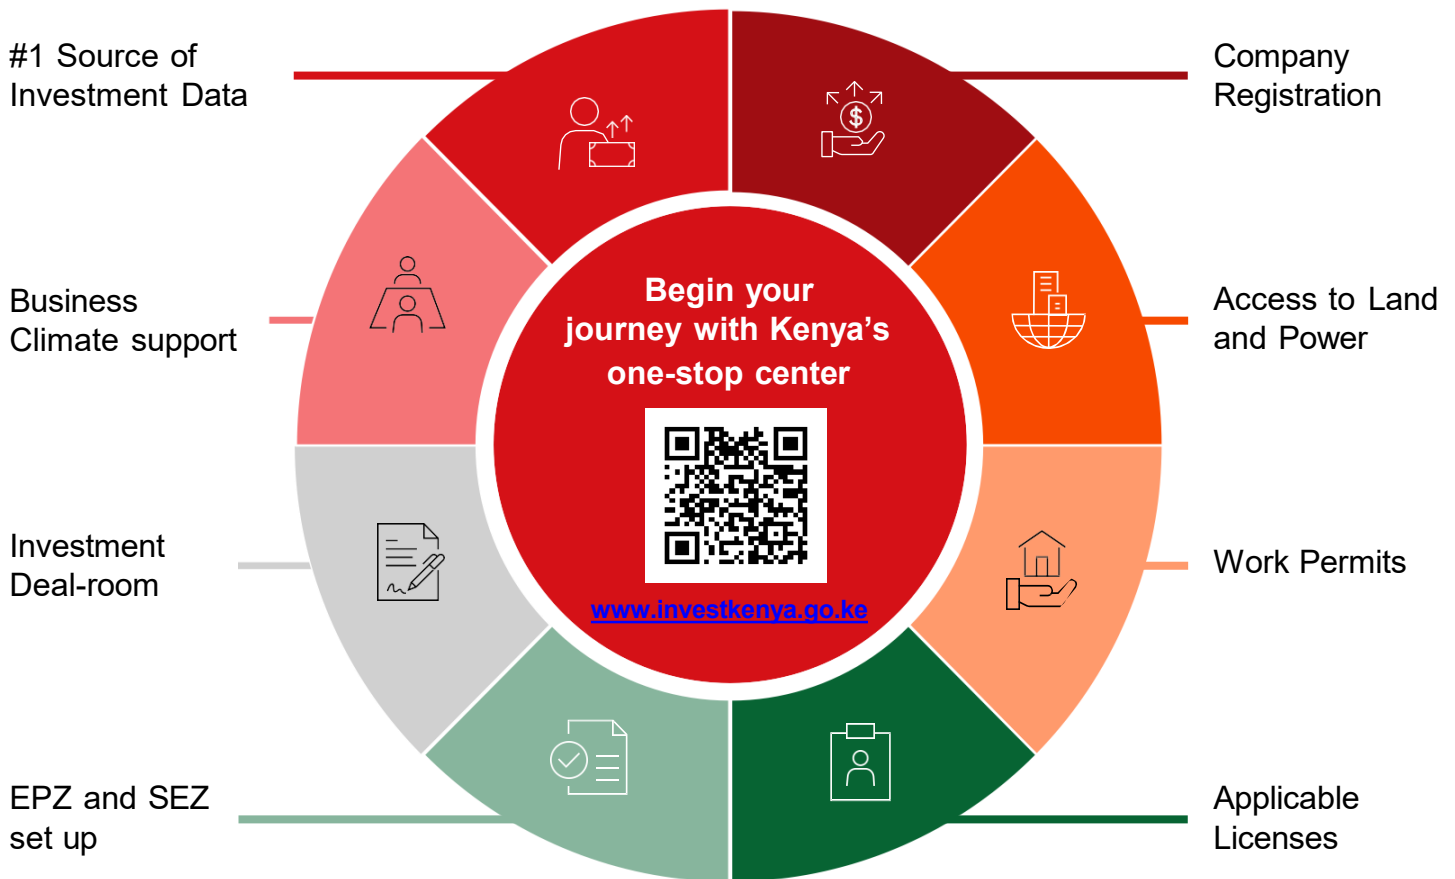 #1 Source of
Investment Data
Company
Registration
Business
Climate support
Begin your
journey with Kenya’s
one-stop center
www.investkenya.go.ke
Access to Land
and Power
Investment
Deal-room
Work Permits
EPZ and SEZ
set up
Applicable
Licenses
$